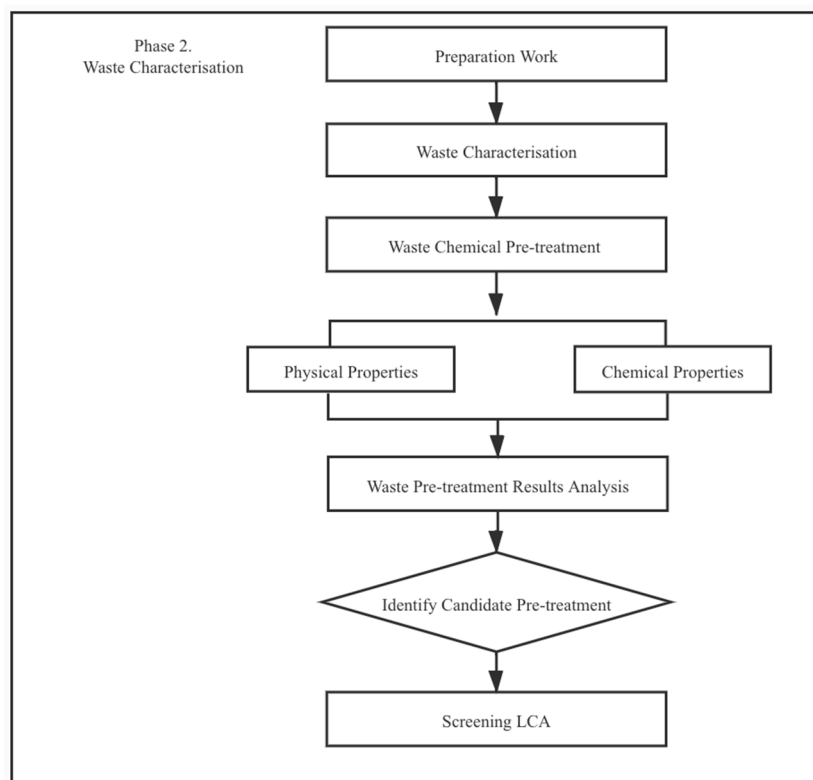 Phase 2.
Waste Characterisation
Preparation Work
Waste Characterisation
Waste Chemical Pre-treatment
Physical Properties
Chemical Properties
Waste Pre-treatment Results Analysis
Identify Candidate Pre-treatment
Screening LCA